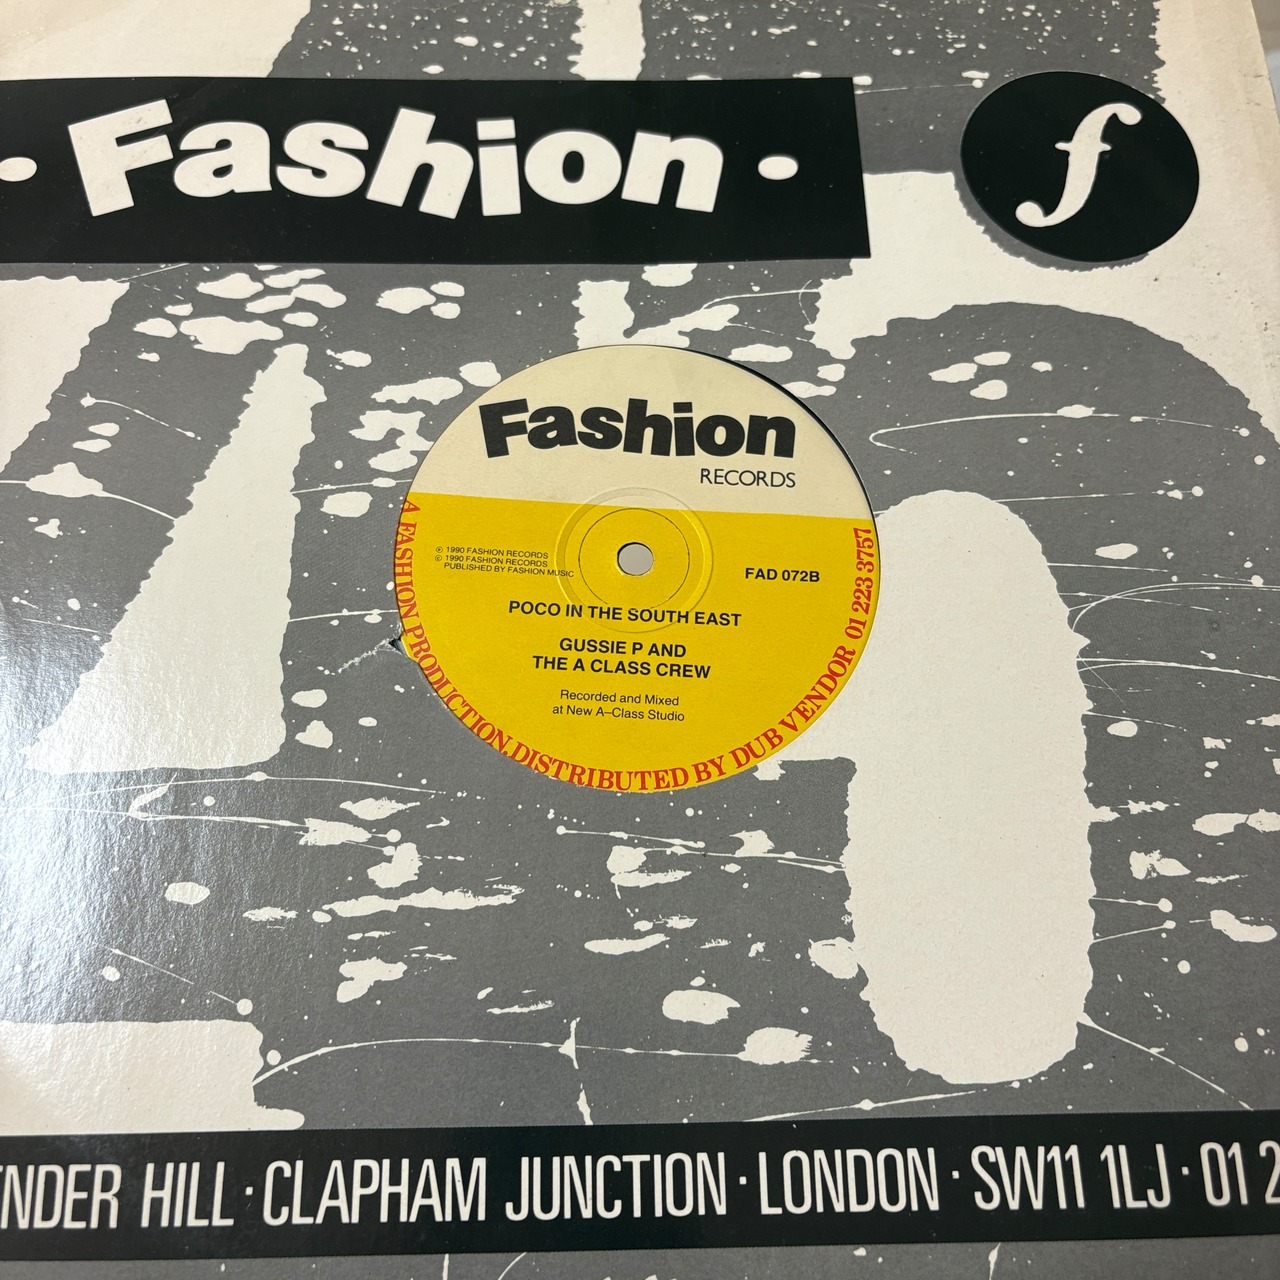 · Fashion ·
f
Fashion
RECORDS
℗ 1990 FASHION RECORDS
© 1990 FASHION RECORDS
PUBLISHED BY FASHION MUSIC
FAD 072B
POCO IN THE SOUTH EAST
GUSSIE P AND
THE A CLASS CREW
Recorded and Mixed
at New A–Class Studio
A FASHION PRODUCTION, DISTRIBUTED BY DUB VENDOR 01 223 3757
NDER HILL · CLAPHAM JUNCTION · LONDON · SW11 1LJ · 01 2